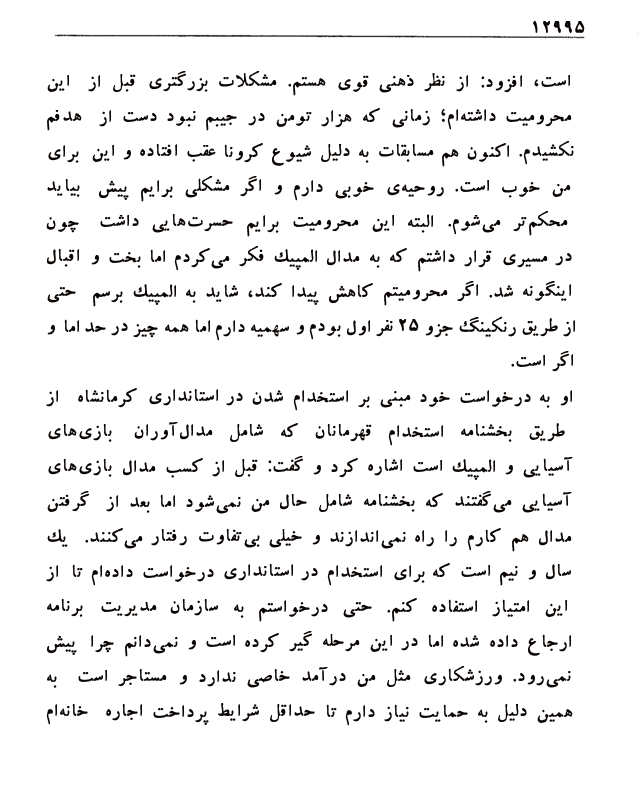 ۱۲۹۹۵
است، افزود: از نظر ذهنی قوی هستم. مشکلات بزرگتری قبل از این
محرومیت داشته‌ام؛ زمانی که هزار تومن در جیبم نبود دست از هدفم
نکشیدم. اکنون هم مسابقات به دلیل شیوع کرونا عقب افتاده و این برای
من خوب است. روحیه‌ی خوبی دارم و اگر مشکلی برایم پیش بیاید
محکم‌تر می‌شوم. البته این محرومیت برایم حسرت‌هایی داشت چون
در مسیری قرار داشتم که به مدال المپیك فکر می‌کردم اما بخت و اقبال
اینگونه شد. اگر محرومیتم کاهش پیدا کند، شاید به المپیك برسم حتی
از طریق رنکینگ جزو ۲۵ نفر اول بودم و سهمیه دارم اما همه چیز در حد اما و
اگر است.
او به درخواست خود مبنی بر استخدام شدن در استانداری کرمانشاه از
طریق بخشنامه استخدام قهرمانان که شامل مدال‌آوران بازی‌های
آسیایی و المپیك است اشاره کرد و گفت: قبل از کسب مدال بازی‌های
آسیایی می‌گفتند که بخشنامه شامل حال من نمی‌شود اما بعد از گرفتن
مدال هم کارم را راه نمی‌اندازند و خیلی بی‌تفاوت رفتار می‌کنند. یك
سال و نیم است که برای استخدام در استانداری درخواست داده‌ام تا از
این امتیاز استفاده کنم. حتی درخواستم به سازمان مدیریت برنامه
ارجاع داده شده اما در این مرحله گیر کرده است و نمی‌دانم چرا پیش
نمی‌رود. ورزشکاری مثل من درآمد خاصی ندارد و مستاجر است به
همین دلیل به حمایت نیاز دارم تا حداقل شرایط پرداخت اجاره خانه‌ام